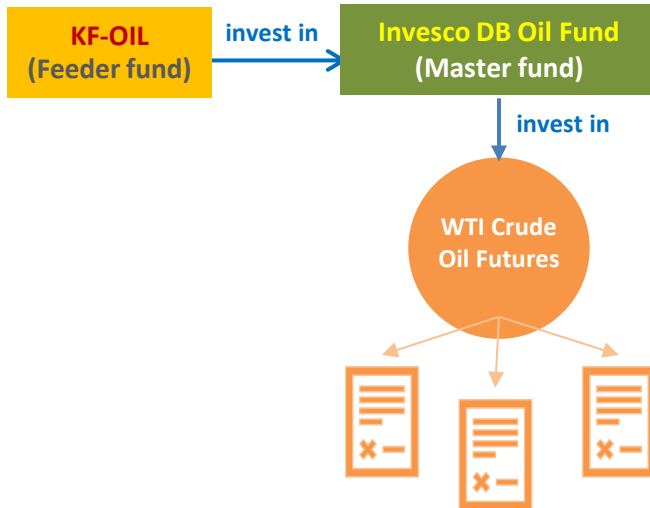 KF-OIL
(Feeder fund)
invest in
Invesco DB Oil Fund
(Master fund)
invest in
WTI Crude
Oil Futures